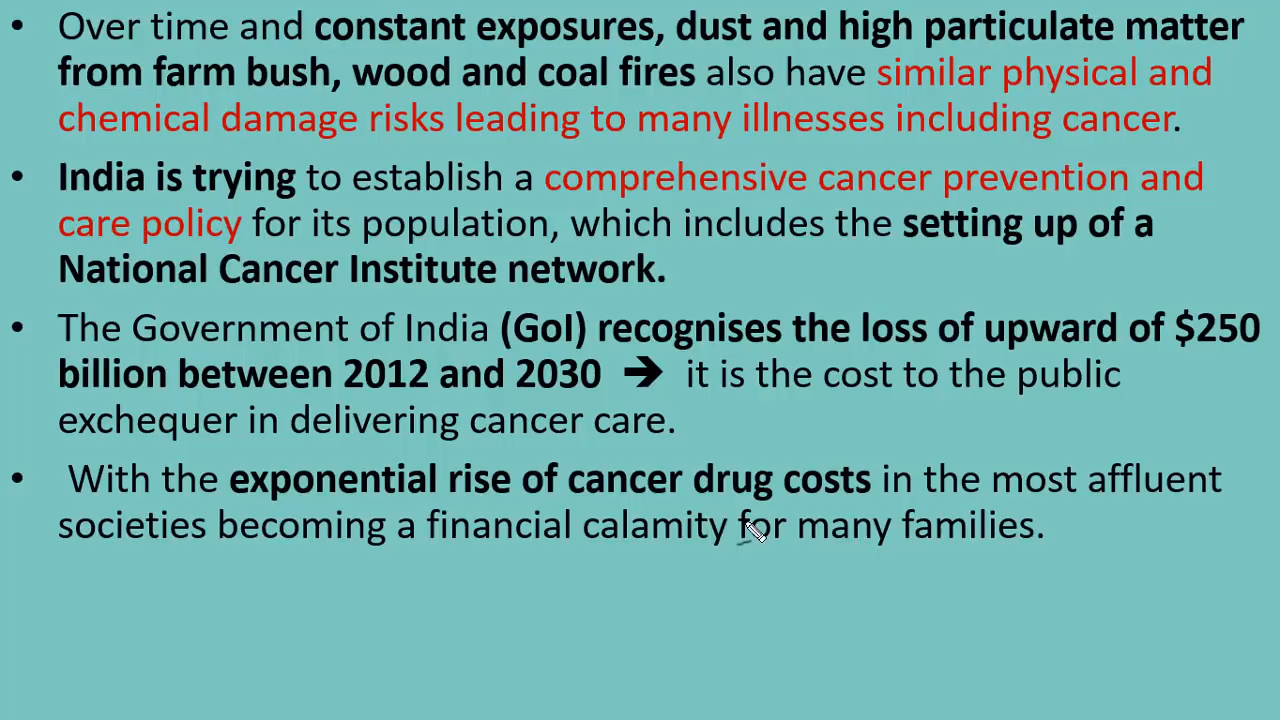 • Over time and constant exposures, dust and high particulate matter
from farm bush, wood and coal fires also have similar physical and
chemical damage risks leading to many illnesses including cancer.
• India is trying to establish a comprehensive cancer prevention and
care policy for its population, which includes the setting up of a
National Cancer Institute network.
• The Government of India (GoI) recognises the loss of upward of $250
billion between 2012 and 2030 ➔ it is the cost to the public
exchequer in delivering cancer care.
• With the exponential rise of cancer drug costs in the most affluent
societies becoming a financial calamity for many families.